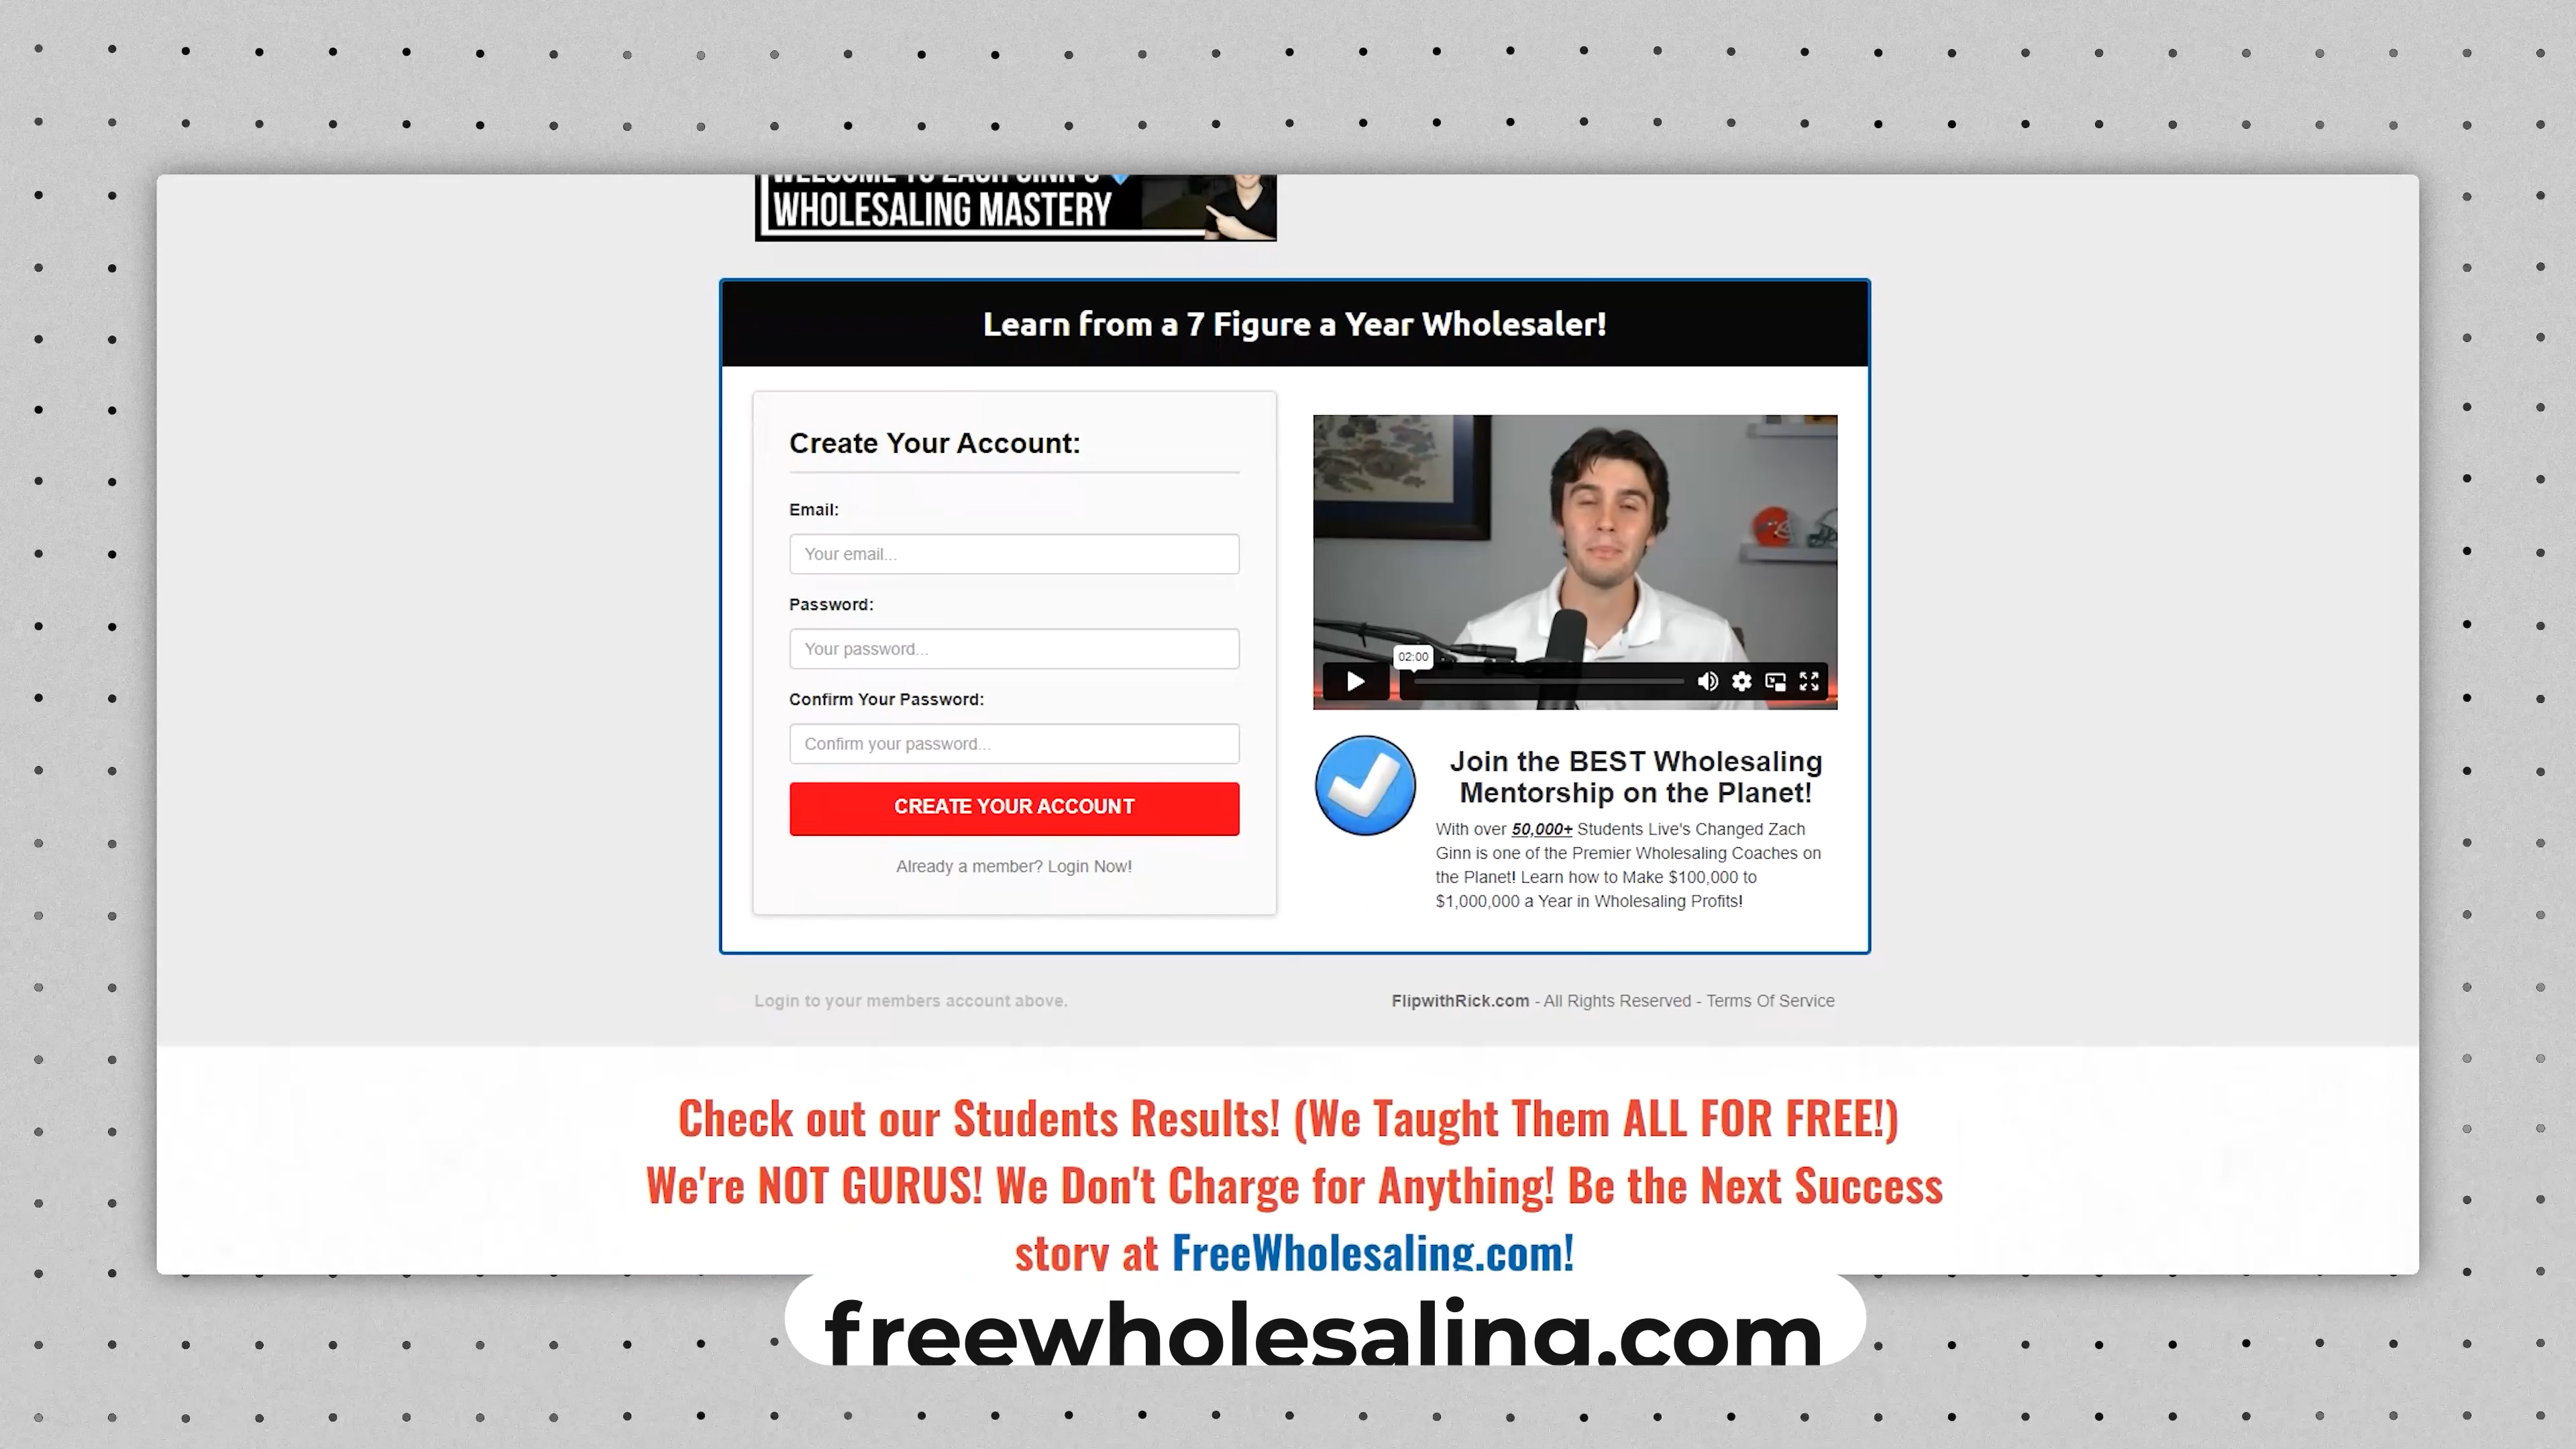 WELCOME TO ZACH GINN'S
WHOLESALING MASTERY
Learn from a 7 Figure a Year Wholesaler!
Create Your Account:
Email:
Your email...
Password:
Your password...
Confirm Your Password:
Confirm your password...
CREATE YOUR ACCOUNT
Already a member? Login Now!
02:00
Join the BEST Wholesaling
Mentorship on the Planet!
With over 50,000+ Students Live's Changed Zach
Ginn is one of the Premier Wholesaling Coaches on
the Planet! Learn how to Make $100,000 to
$1,000,000 a Year in Wholesaling Profits!
Login to your members account above.
FlipwithRick.com - All Rights Reserved - Terms Of Service
Check out our Students Results! (We Taught Them ALL FOR FREE!)
We're NOT GURUS! We Don't Charge for Anything! Be the Next Success
story at FreeWholesaling.com!
freewholesaling.com